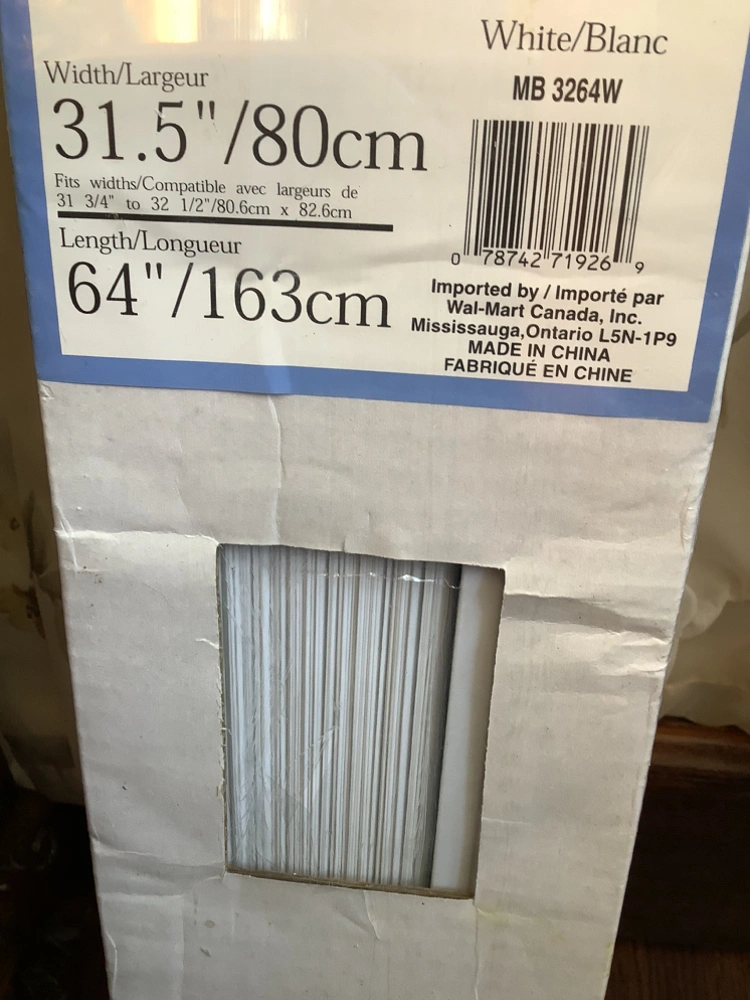 White/Blanc
MB 3264W
Width/Largeur
31.5"/80cm
Fits widths/Compatible avec largeurs de
31 3/4" to 32 1/2"/80.6cm x 82.6cm
Length/Longueur
64"/163cm
0 78742 71926 9
Imported by / Importé par
Wal-Mart Canada, Inc.
Mississauga,Ontario L5N-1P9
MADE IN CHINA
FABRIQUÉ EN CHINE